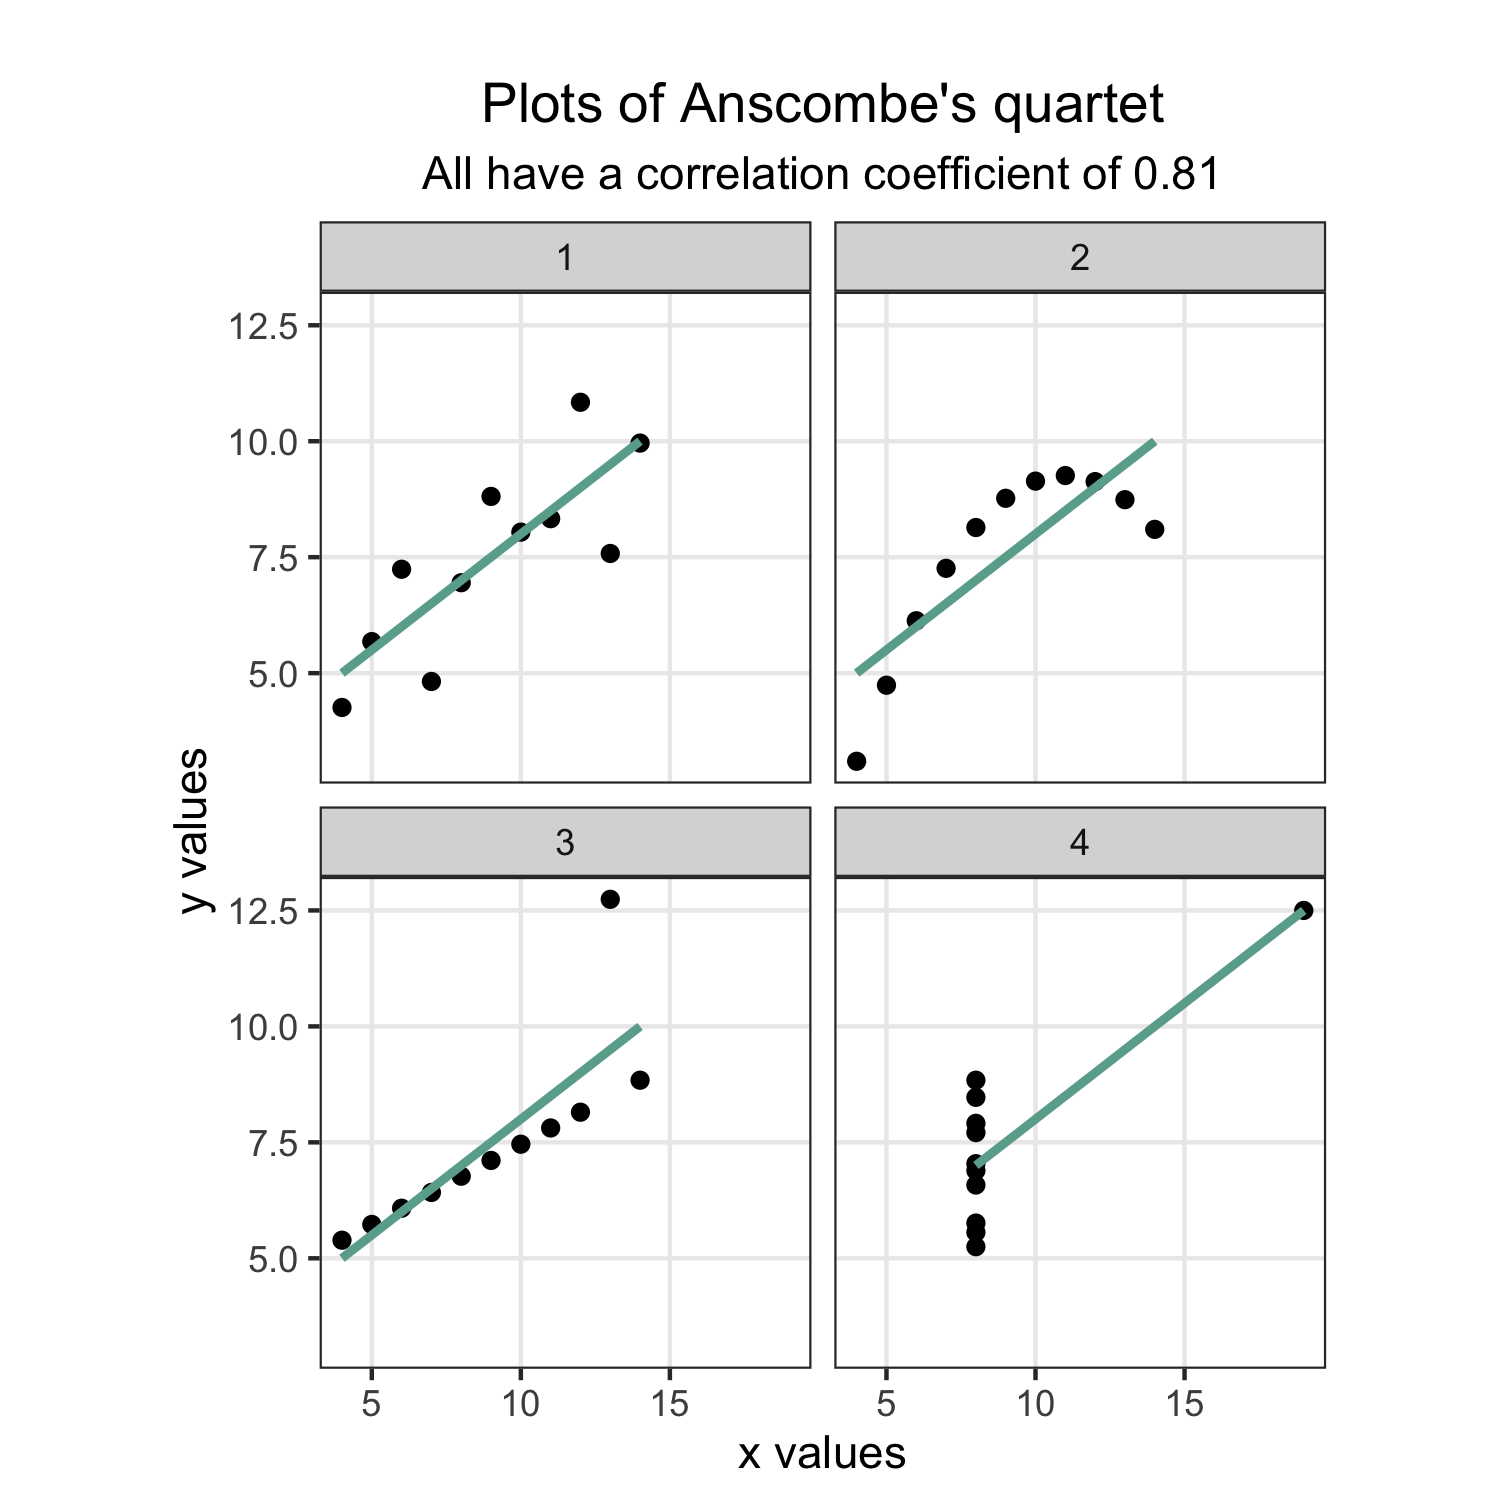 Plots of Anscombe's quartet
All have a correlation coefficient of 0.81
1
2
12.5
10.0
7.5
5.0
y values
3
4
12.5
10.0
7.5
5.0
5 10 15
5 10 15
x values